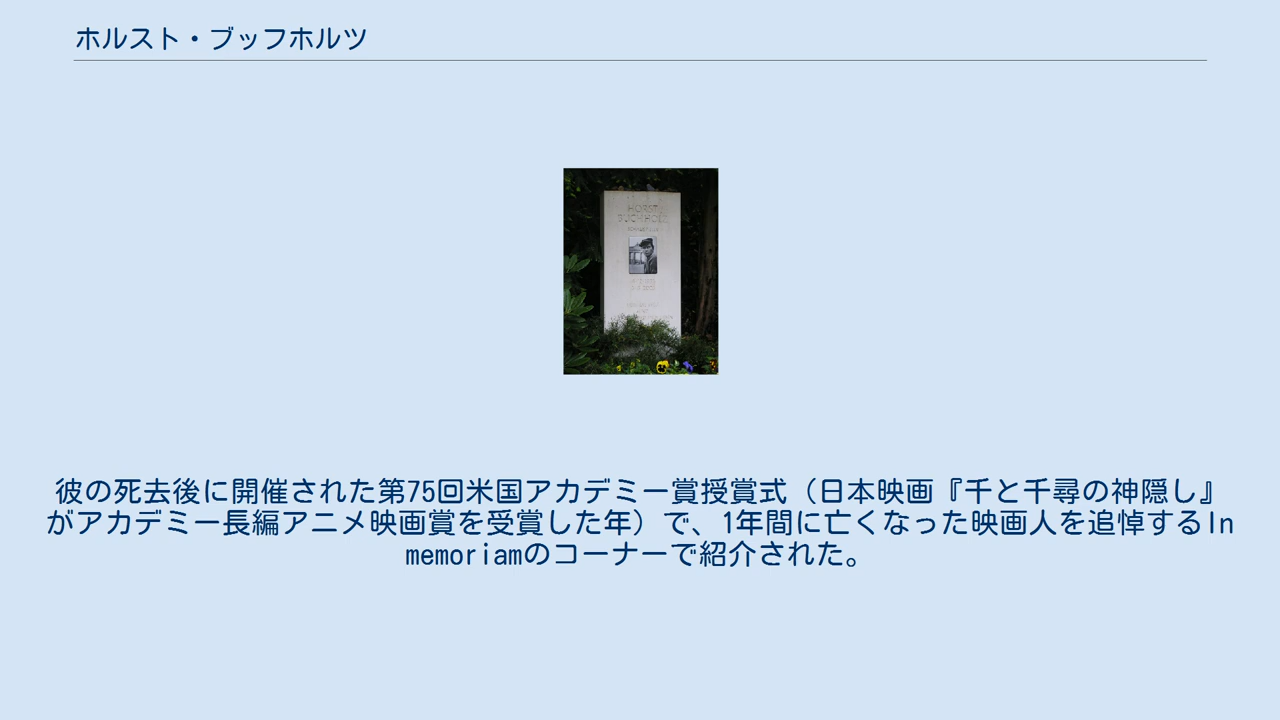 ホルスト・ブッフホルツ
HORST
BUCHHOLZ
彼の死去後に開催された第75回米国アカデミー賞授賞式（日本映画『千と千尋の神隠し』
がアカデミー長編アニメ映画賞を受賞した年）で、1年間に亡くなった映画人を追悼するIn
memoriamのコーナーで紹介された。